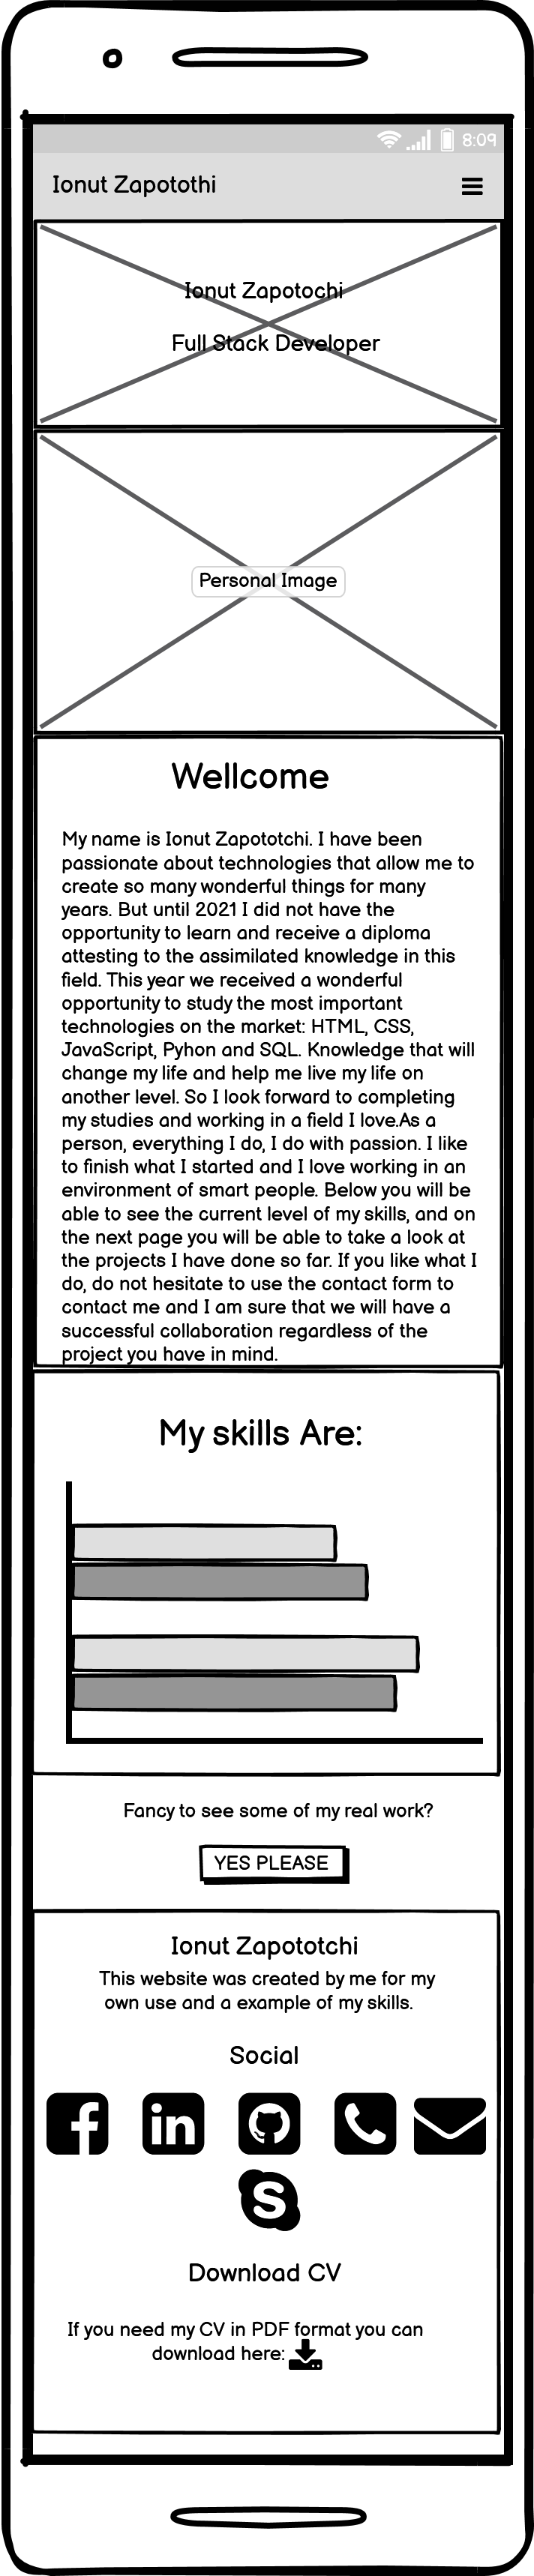 8:09
Ionut Zapotothi
Ionut Zapotochi
Full Stack Developer
Personal Image
Wellcome
My name is Ionut Zapototchi. I have been
passionate about technologies that allow me to
create so many wonderful things for many
years. But until 2021 I did not have the
opportunity to learn and receive a diploma
attesting to the assimilated knowledge in this
field. This year we received a wonderful
opportunity to study the most important
technologies on the market: HTML, CSS,
JavaScript, Pyhon and SQL. Knowledge that will
change my life and help me live my life on
another level. So I look forward to completing
my studies and working in a field I love.As a
person, everything I do, I do with passion. I like
to finish what I started and I love working in an
environment of smart people. Below you will be
able to see the current level of my skills, and on
the next page you will be able to take a look at
the projects I have done so far. If you like what I
do, do not hesitate to use the contact form to
contact me and I am sure that we will have a
successful collaboration regardless of the
project you have in mind.
My skills Are:
Fancy to see some of my real work?
YES PLEASE
Ionut Zapototchi
This website was created by me for my
own use and a example of my skills.
Social
Download CV
If you need my CV in PDF format you can
download here: